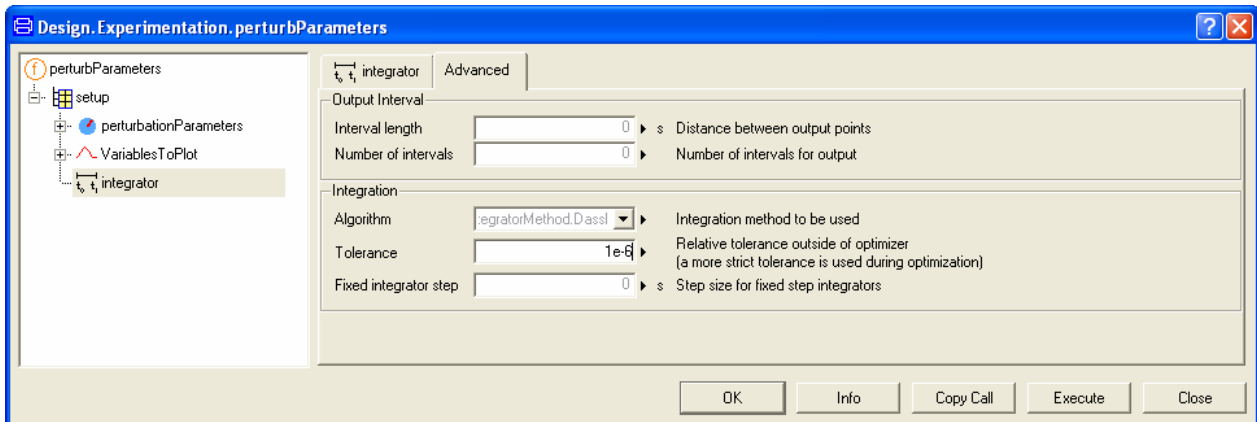 Design.Experimentation.perturbParameters
perturbParameters
setup
perturbationParameters
VariablesToPlot
integrator
integrator
Advanced
Output Interval
Interval length 0 s Distance between output points
Number of intervals 0 Number of intervals for output
Integration
Algorithm :egratorMethod.Dassl Integration method to be used
Tolerance 1e-6 Relative tolerance outside of optimizer
(a more strict tolerance is used during optimization)
Fixed integrator step 0 s Step size for fixed step integrators
OK Info Copy Call Execute Close